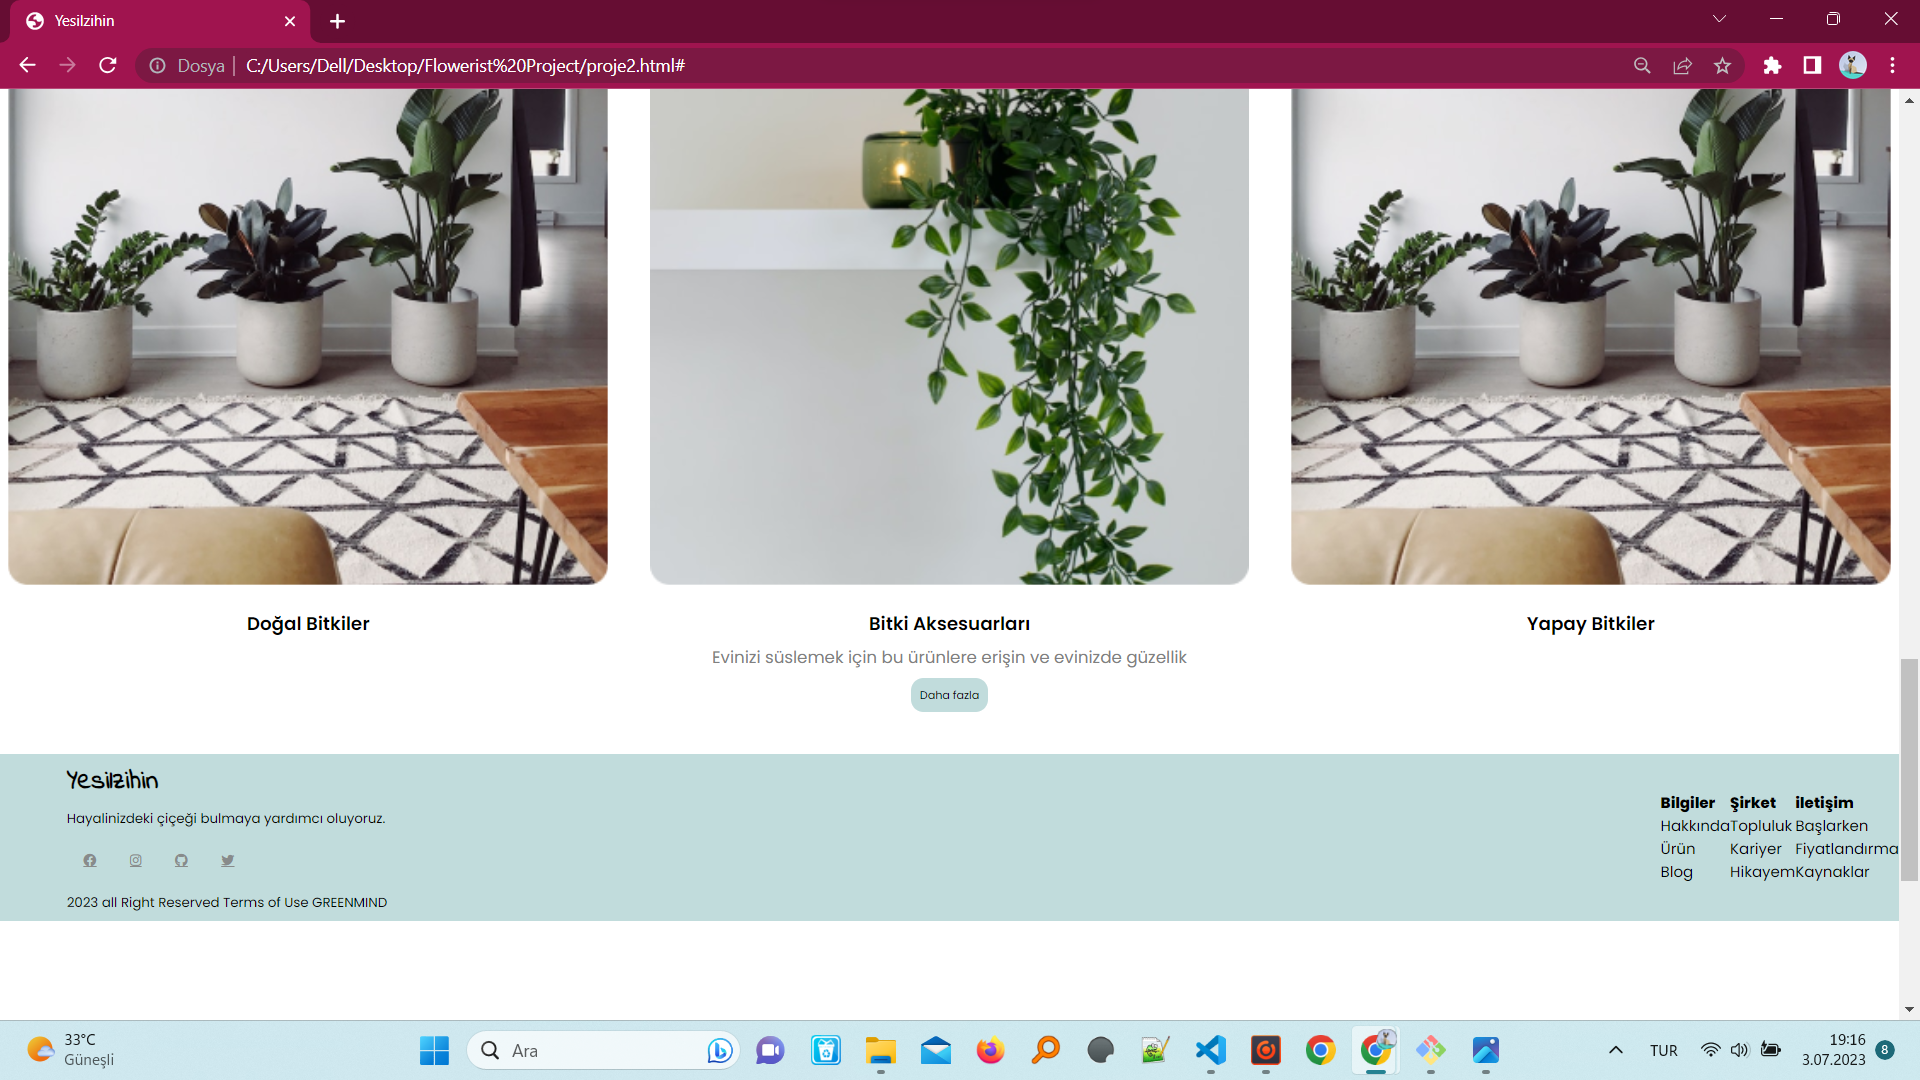 Yesilzihin
Dosya | C:/Users/Dell/Desktop/Flowerist%20Project/proje2.html#
Doğal Bitkiler
Bitki Aksesuarları
Evinizi süslemek için bu ürünlere erişin ve evinizde güzellik
Daha fazla
Yapay Bitkiler
Yesilzihin
Hayalinizdeki çiçeği bulmaya yardımcı oluyoruz.
2023 all Right Reserved Terms of Use GREENMIND
Bilgiler Şirket iletişim
Hakkında Topluluk Başlarken
Ürün Kariyer Fiyatlandırma
Blog Hikayem Kaynaklar
33°C
Güneşli
Ara
TUR
19:16
3.07.2023
8